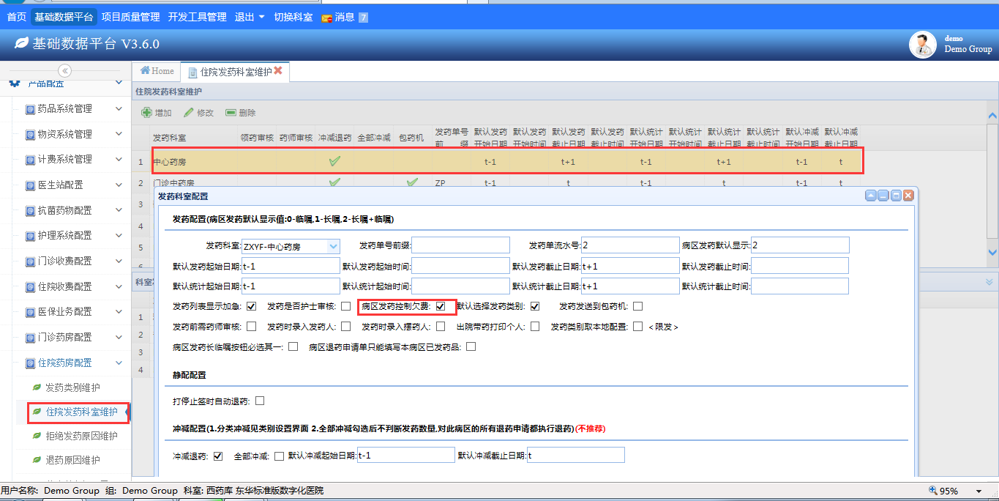 首页 基础数据平台 项目质量管理 开发工具管理 退出 切换科室 消息 7
基础数据平台 V3.6.0
demo
Demo Group
产品配置
药品系统管理
物资系统管理
计费系统管理
医生站配置
抗菌药物配置
护理系统配置
门诊收费配置
住院收费配置
医保业务配置
门诊药房配置
住院药房配置
发药类别维护
住院发药科室维护
拒绝发药原因维护
退药原因维护
Home 住院发药科室维护
住院发药科室维护
增加 修改 删除
发药科室 领药审核 药师审核 冲减退药 全部冲减 包药机 发药单号前缀 默认发药开始日期 默认发药开始时间 默认发药截止日期 默认发药截止时间 默认统计开始日期 默认统计开始时间 默认统计截止日期 默认统计截止时间 默认冲减开始日期 默认冲减截止日期
1 中心药房 t-1 t+1 t-1 t+1 t-1 t
2 门诊中药房 ZP t-1 t t-1 t t-1 t
3
4
5
6
科室
1
2
3
4
发药科室配置
发药配置(病区发药默认显示值:0-临嘱,1-长嘱,2-长嘱+临嘱)
发药科室: ZXYF-中心药房 发药单号前缀: 发药单流水号: 2 病区发药默认显示: 2
默认发药起始日期: t-1 默认发药起始时间: 默认发药截止日期: t+1 默认发药截止时间:
默认统计起始日期: t-1 默认统计起始时间: 默认统计截止日期: t+1 默认统计截止时间:
发药列表显示加急: 发药是否护士审核: 病区发药控制欠费: 默认选择发药类别: 发药发送到包药机:
发药前需药师审核: 发药时录入发药人: 发药时录入摆药人: 出院带药打印个人: 发药类别取本地配置: <限发>
病区发药长临嘱按钮必选其一: 病区退药申请单只能填写本病区已发药品:
静配配置
打停止签时自动退药:
冲减配置(1.分类冲减见类别设置界面 2.全部冲减勾选后不判断发药数量,对此病区的所有退药申请都执行退药)(不推荐)
冲减退药: 全部冲减: 默认冲减起始日期: t-1 默认冲减截止日期: t
用户名称: Demo Group 组: Demo Group 科室: 西药库 东华标准版数字化医院
95%